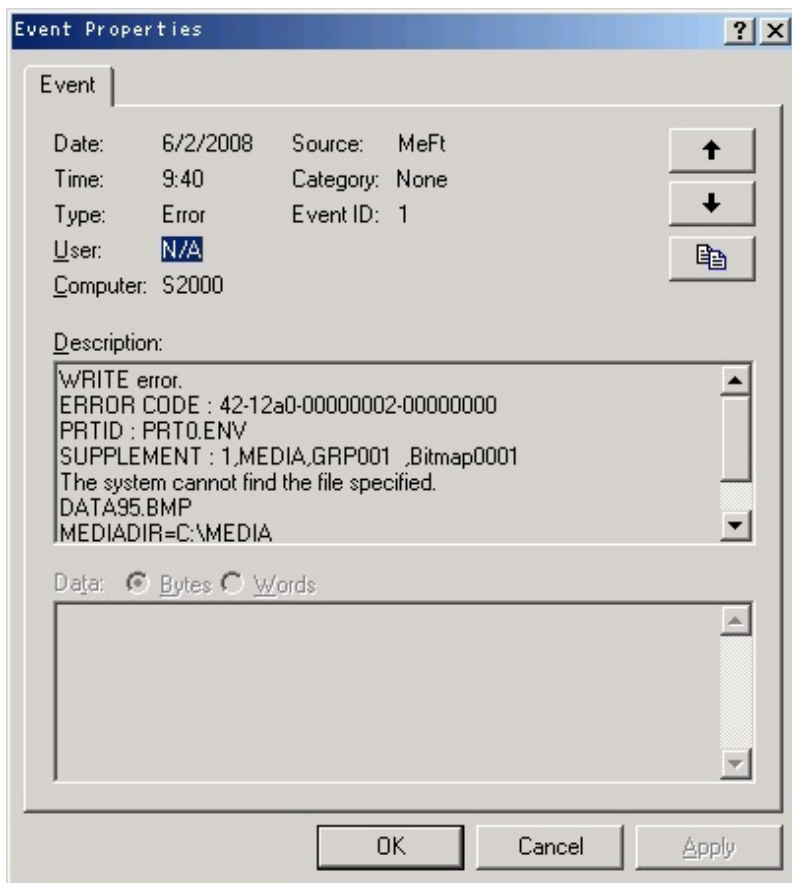 Event Properties
Event
Date: 6/2/2008 Source: MeFt
Time: 9:40 Category: None
Type: Error Event ID: 1
User: N/A
Computer: S2000
Description:
WRITE error.
ERROR CODE : 42-12a0-00000002-00000000
PRTID : PRT0.ENV
SUPPLEMENT : 1,MEDIA,GRP001 ,Bitmap0001
The system cannot find the file specified.
DATA95.BMP
MEDIADIR=C:\MEDIA
Data: Bytes Words
OK Cancel Apply